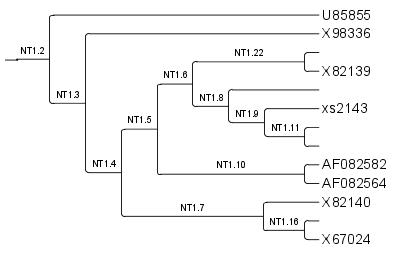 U85855
NT1.2
X98336
NT1.22
X82139
NT1.6
NT1.3
NT1.8
xs2143
NT1.9
NT1.5
NT1.11
AF082582
NT1.10
NT1.4
AF082564
X82140
NT1.7
NT1.16
X67024